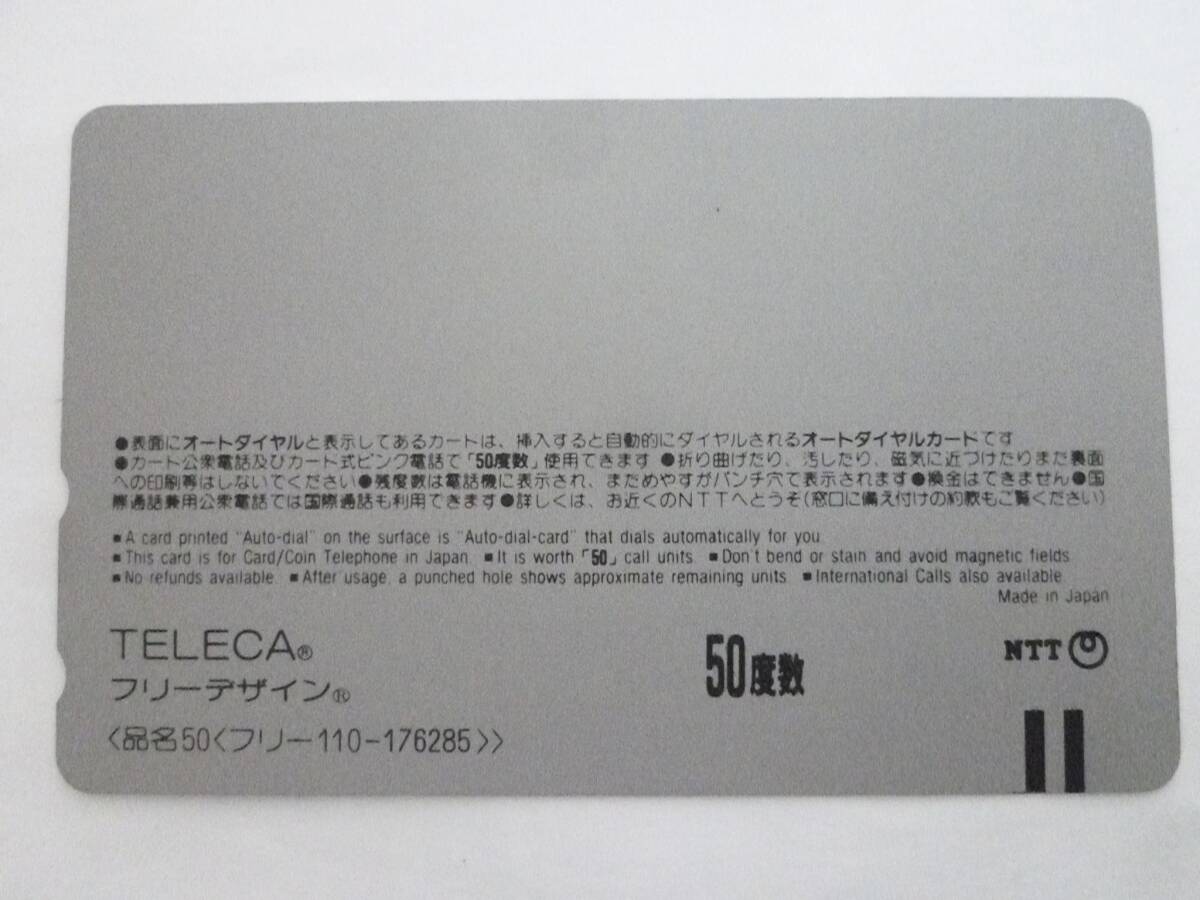 ●表面にオートダイヤルと表示してあるカードは、挿入すると自動的にダイヤルされるオートダイヤルカードです
●カード公衆電話及びカード式ピンク電話で「50度数」使用できます ●折り曲げたり、汚したり、磁気に近づけたりまた裏面
への印刷等はしないでください●残度数は電話機に表示され、まためやすがパンチ穴で表示されます●換金はできません●国
際通話兼用公衆電話では国際通話も利用できます●詳しくは、お近くのNTTへどうぞ(窓口に備え付けの約款もご覧ください)
■A card printed "Auto-dial" on the surface is "Auto-dial-card" that dials automatically for you.
■This card is for Card/Coin Telephone in Japan. ■It is worth「50」call units. ■Don't bend or stain and avoid magnetic fields.
■No refunds available. ■After usage, a punched hole shows approximate remaining units. ■International Calls also available.
Made in Japan
TELECA®
フリーデザイン®
50度数
NTT
〈品名50〈フリー110-176285〉〉